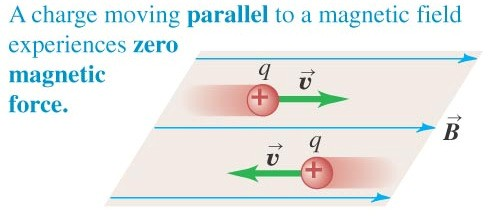 A charge moving parallel to a magnetic field
experiences zero
magnetic
force.
q
+
v⃗
B⃗
v⃗
q
+